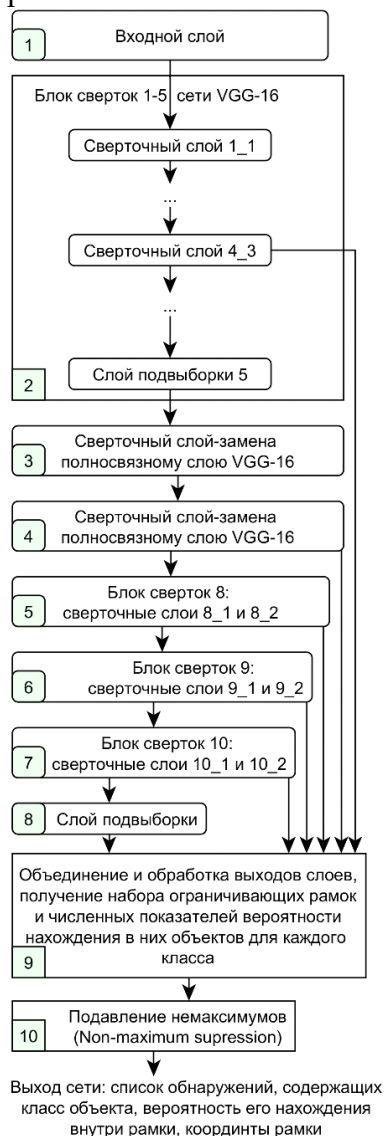 Входной слой
1
Блок сверток 1-5 сети VGG-16
Сверточный слой 1_1
...
Сверточный слой 4_3
...
Слой подвыборки 5
2
Сверточный слой-замена
полносвязному слою VGG-16
3
Сверточный слой-замена
полносвязному слою VGG-16
4
Блок сверток 8:
сверточные слои 8_1 и 8_2
5
Блок сверток 9:
сверточные слои 9_1 и 9_2
6
Блок сверток 10:
сверточные слои 10_1 и 10_2
7
8
Слой подвыборки
Объединение и обработка выходов слоев,
получение набора ограничивающих рамок
и численных показателей вероятности
нахождения в них объектов для каждого
класса
9
Подавление немаксимумов
(Non-maximum supression)
10
Выход сети: список обнаружений, содержащих
класс объекта, вероятность его нахождения
внутри рамки, координты рамки